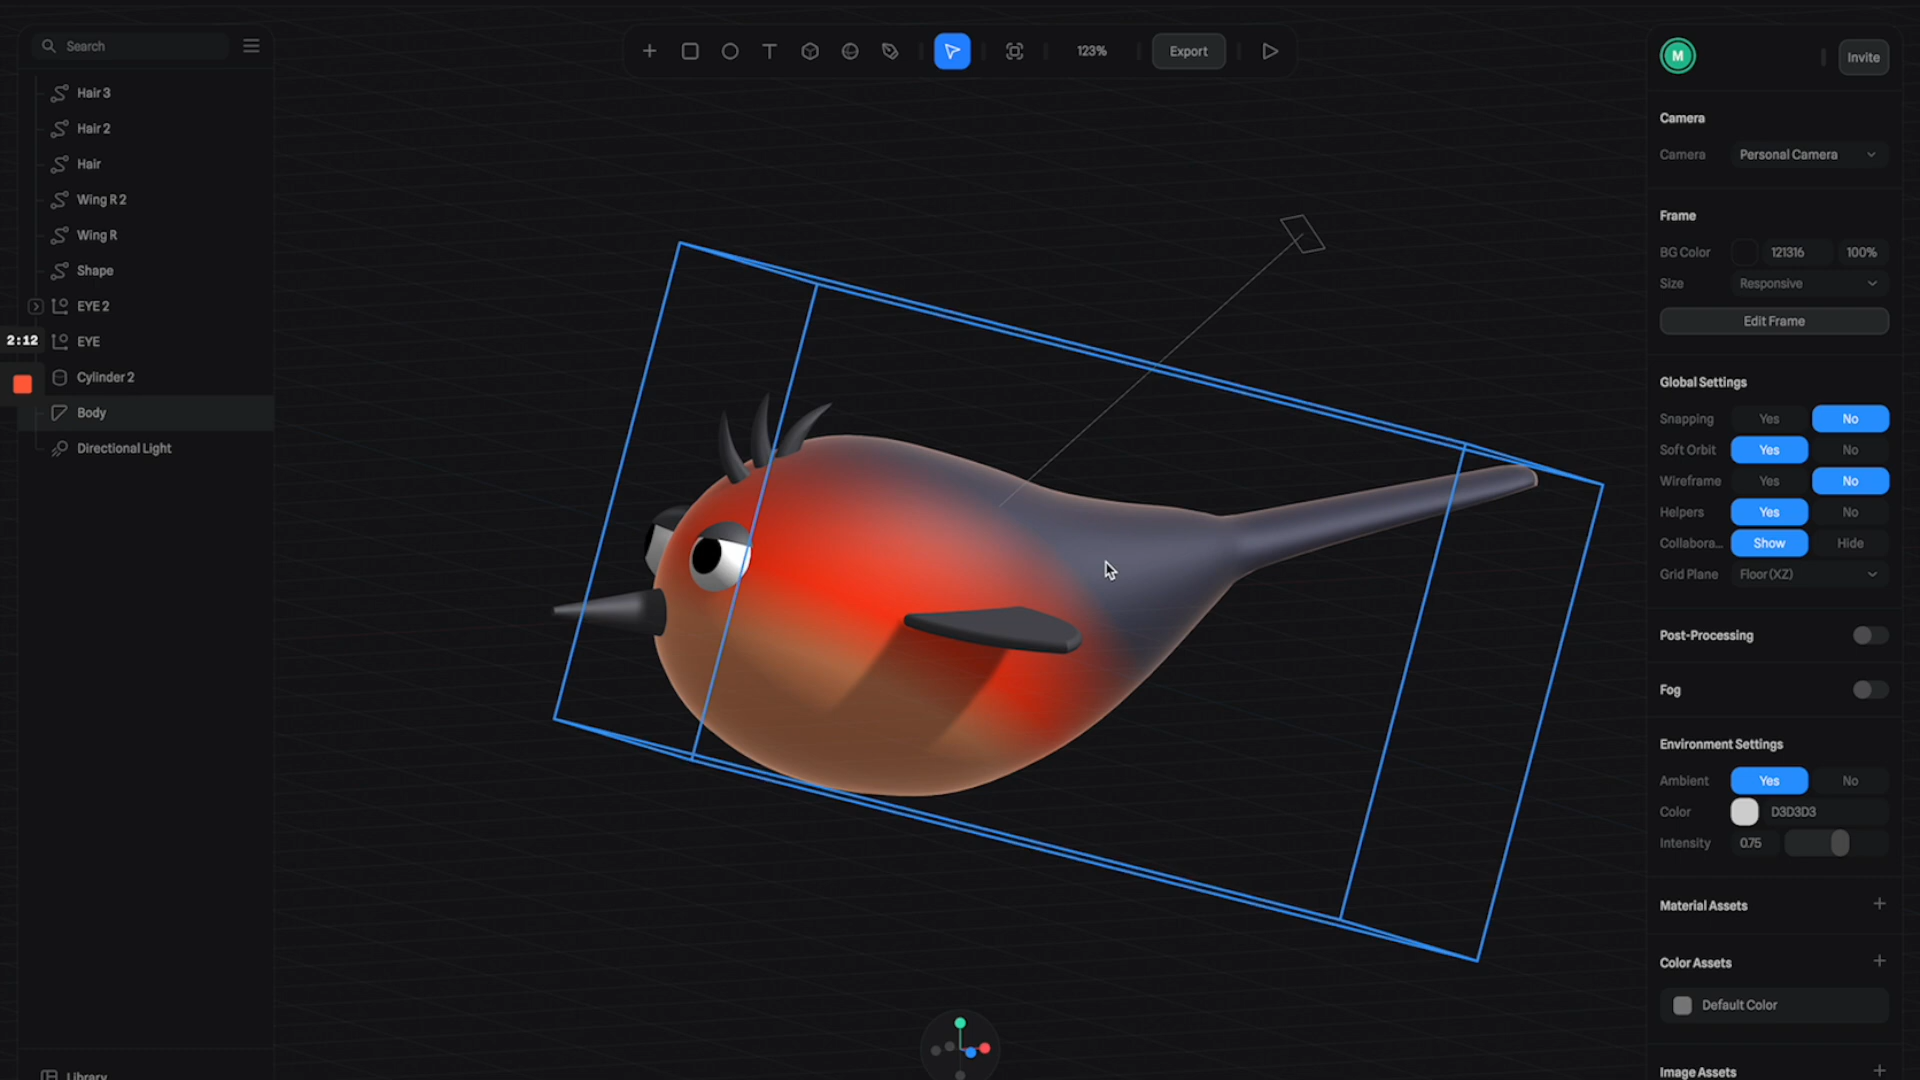 Search
Hair 3
Hair 2
Hair
Wing R 2
Wing R
Shape
EYE 2
2:12
EYE
Cylinder 2
Body
Directional Light
Library
T
123%
Export
M
Invite
Camera
Camera Personal Camera
Frame
BG Color 121316 100%
Size Responsive
Edit Frame
Global Settings
Snapping Yes No
Soft Orbit Yes No
Wireframe Yes No
Helpers Yes No
Collabora... Show Hide
Grid Plane Floor (XZ)
Post-Processing
Fog
Environment Settings
Ambient Yes No
Color D3D3D3
Intensity 0.75
Material Assets
Color Assets
Default Color
Image Assets